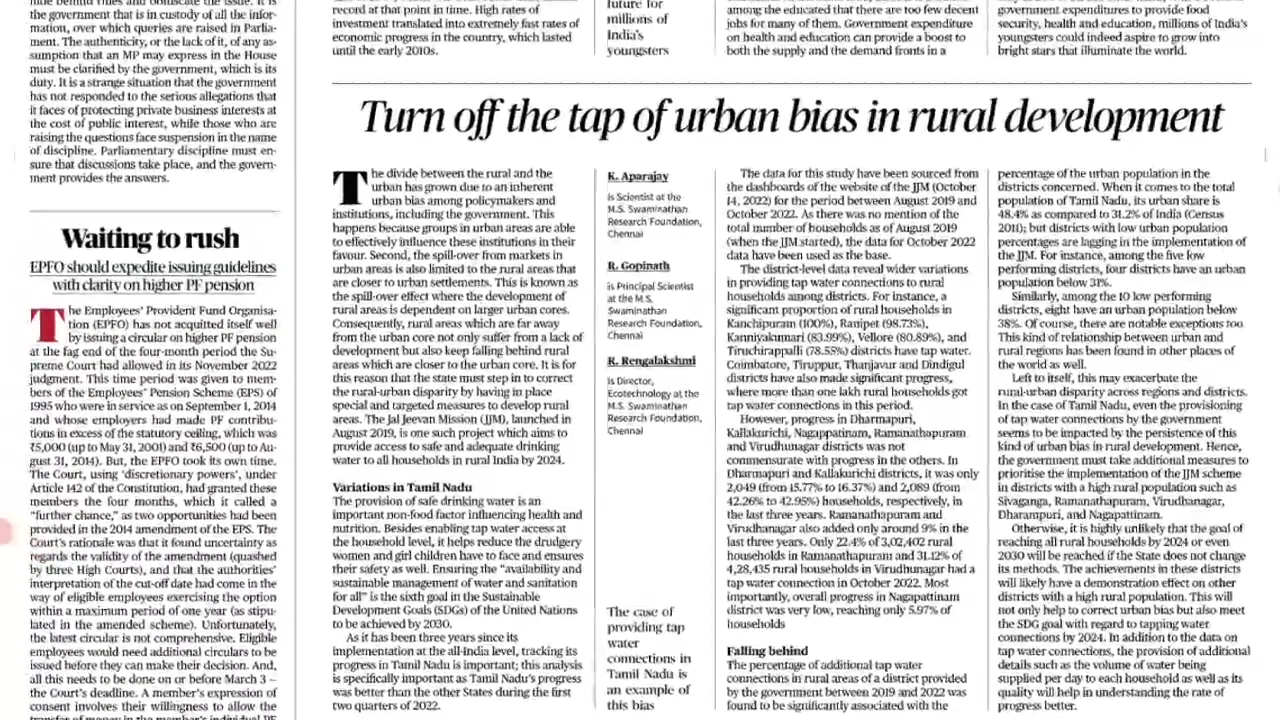 hide behind rules and obfuscate the issue. It is
the government that is in custody of all the infor-
mation, over which queries are raised in Parlia-
ment. The authenticity, or the lack of it, of any as-
sumption that an MP may express in the House
must be clarified by the government, which is its
duty. It is a strange situation that the government
has not responded to the serious allegations that
it faces of protecting private business interests at
the cost of public interest, while those who are
raising the questions face suspension in the name
of discipline. Parliamentary discipline must en-
sure that discussions take place, and the govern-
ment provides the answers.
Waiting to rush
EPFO should expedite issuing guidelines
with clarity on higher PF pension
The Employees' Provident Fund Organisa-
tion (EPFO) has not acquitted itself well
by issuing a circular on higher PF pension
at the fag end of the four-month period the Su-
preme Court had allowed in its November 2022
judgment. This time period was given to mem-
bers of the Employees' Pension Scheme (EPS) of
1995 who were in service as on September 1, 2014
and whose employers had made PF contribu-
tions in excess of the statutory ceiling, which was
₹5,000 (up to May 31, 2001) and ₹6,500 (up to Au-
gust 31, 2014). But, the EPFO took its own time.
The Court, using 'discretionary powers', under
Article 142 of the Constitution, had granted these
members the four months, which it called a
"further chance," as two opportunities had been
provided in the 2014 amendment of the EPS. The
Court's rationale was that it found uncertainty as
regards the validity of the amendment (quashed
by three High Courts), and that the authorities'
interpretation of the cut-off date had come in the
way of eligible employees exercising the option
within a maximum period of one year (as stipu-
lated in the amended scheme). Unfortunately,
the latest circular is not comprehensive. Eligible
employees would need additional circulars to be
issued before they can make their decision. And,
all this needs to be done on or before March 3 –
the Court's deadline. A member's expression of
consent involves their willingness to allow the
transfer of money in the member's individual PF
record at that point in time. High rates of
investment translated into extremely fast rates of
economic progress in the country, which lasted
until the early 2010s.
future for
millions of
India's
youngsters
among the educated that there are too few decent
jobs for many of them. Government expenditure
on health and education can provide a boost to
both the supply and the demand fronts in a
government expenditures to provide food
security, health and education, millions of India's
youngsters could indeed aspire to grow into
bright stars that illuminate the world.
Turn off the tap of urban bias in rural development
The divide between the rural and the
urban has grown due to an inherent
urban bias among policymakers and
institutions, including the government. This
happens because groups in urban areas are able
to effectively influence these institutions in their
favour. Second, the spill-over from markets in
urban areas is also limited to the rural areas that
are closer to urban settlements. This is known as
the spill-over effect where the development of
rural areas is dependent on larger urban cores.
Consequently, rural areas which are far away
from the urban core not only suffer from a lack of
development but also keep falling behind rural
areas which are closer to the urban core. It is for
this reason that the state must step in to correct
the rural-urban disparity by having in place
special and targeted measures to develop rural
areas. The Jal Jeevan Mission (JJM), launched in
August 2019, is one such project which aims to
provide access to safe and adequate drinking
water to all households in rural India by 2024.
Variations in Tamil Nadu
The provision of safe drinking water is an
important non-food factor influencing health and
nutrition. Besides enabling tap water access at
the household level, it helps reduce the drudgery
women and girl children have to face and ensures
their safety as well. Ensuring the "availability and
sustainable management of water and sanitation
for all" is the sixth goal in the Sustainable
Development Goals (SDGs) of the United Nations
to be achieved by 2030.
As it has been three years since its
implementation at the all-India level, tracking its
progress in Tamil Nadu is important; this analysis
is specifically important as Tamil Nadu's progress
was better than the other States during the first
two quarters of 2022.
K. Aparajay
is Scientist at the
M.S. Swaminathan
Research Foundation,
Chennai
R. Gopinath
is Principal Scientist
at the M.S.
Swaminathan
Research Foundation,
Chennai
R. Rengalakshmi
is Director,
Ecotechnology at the
M.S. Swaminathan
Research Foundation,
Chennai
The case of
providing tap
water
connections in
Tamil Nadu is
an example of
this bias
The data for this study have been sourced from
the dashboards of the website of the JJM (October
14, 2022) for the period between August 2019 and
October 2022. As there was no mention of the
total number of households as of August 2019
(when the JJM started), the data for October 2022
data have been used as the base.
The district-level data reveal wider variations
in providing tap water connections to rural
households among districts. For instance, a
significant proportion of rural households in
Kanchipuram (100%), Ranipet (98.73%),
Kanniyakumari (83.99%), Vellore (80.89%), and
Tiruchirappalli (78.55%) districts have tap water.
Coimbatore, Tiruppur, Thanjavur and Dindigul
districts have also made significant progress,
where more than one lakh rural households got
tap water connections in this period.
However, progress in Dharmapuri,
Kallakurichi, Nagappatinam, Ramanathapuram
and Virudhunagar districts was not
commensurate with progress in the others. In
Dharmapuri and Kallakurichi districts, it was only
2,049 (from 15.77% to 16.37%) and 2,089 (from
42.26% to 42.95%) households, respectively, in
the last three years. Ramanathapuram and
Virudhanagar also added only around 9% in the
last three years. Only 22.4% of 3,02,402 rural
households in Ramanathapuram and 31.12% of
4,28,435 rural households in Virudhunagar had a
tap water connection in October 2022. Most
importantly, overall progress in Nagapattinam
district was very low, reaching only 5.97% of
households
Falling behind
The percentage of additional tap water
connections in rural areas of a district provided
by the government between 2019 and 2022 was
found to be significantly associated with the
percentage of the urban population in the
districts concerned. When it comes to the total
population of Tamil Nadu, its urban share is
48.4% as compared to 31.2% of India (Census
2011); but districts with low urban population
percentages are lagging in the implementation of
the JJM. For instance, among the five low
performing districts, four districts have an urban
population below 31%.
Similarly, among the 10 low performing
districts, eight have an urban population below
38%. Of course, there are notable exceptions too.
This kind of relationship between urban and
rural regions has been found in other places of
the world as well.
Left to itself, this may exacerbate the
rural-urban disparity across regions and districts.
In the case of Tamil Nadu, even the provisioning
of tap water connections by the government
seems to be impacted by the persistence of this
kind of urban bias in rural development. Hence,
the government must take additional measures to
prioritise the implementation of the JJM scheme
in districts with a high rural population such as
Sivaganga, Ramanathapuram, Virudhanagar,
Dharampuri, and Nagapattinam.
Otherwise, it is highly unlikely that the goal of
reaching all rural households by 2024 or even
2030 will be reached if the State does not change
its methods. The achievements in these districts
will likely have a demonstration effect on other
districts with a high rural population. This will
not only help to correct urban bias but also meet
the SDG goal with regard to tapping water
connections by 2024. In addition to the data on
tap water connections, the provision of additional
details such as the volume of water being
supplied per day to each household as well as its
quality will help in understanding the rate of
progress better.